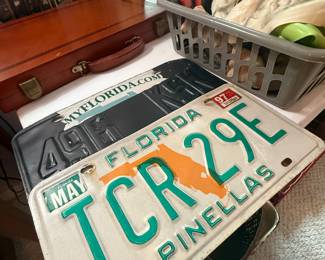 MYFLORIDA.COM
97
FLORIDA
MAY
TCR 29E
PINELLAS